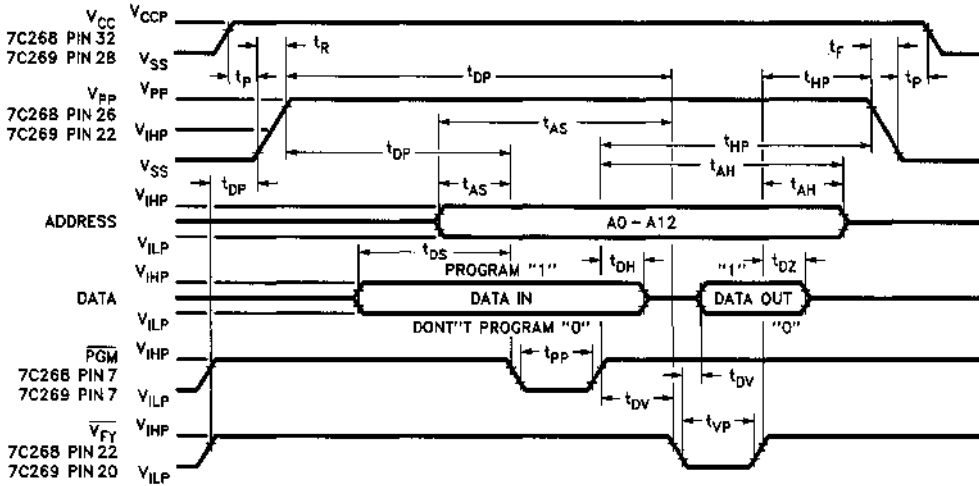 VCC VCCP
7C268 PIN 32
7C269 PIN 28 VSS
tP tR tDP tF tP tHP
VPP VPP
7C268 PIN 26
7C269 PIN 22 VIHP
VSS
tAS
tDP tHP
tDP tAS tAH tAH
ADDRESS VIHP
A0 – A12
VILP
tDS tDH tDZ
VIHP PROGRAM "1" "1"
DATA DATA IN DATA OUT
VILP DONT"T PROGRAM "0" "0"
PGM VIHP
7C268 PIN 7 tPP
7C269 PIN 7 VILP tDV tDV
VFY VIHP
7C268 PIN 22 tVP
7C269 PIN 20 VILP